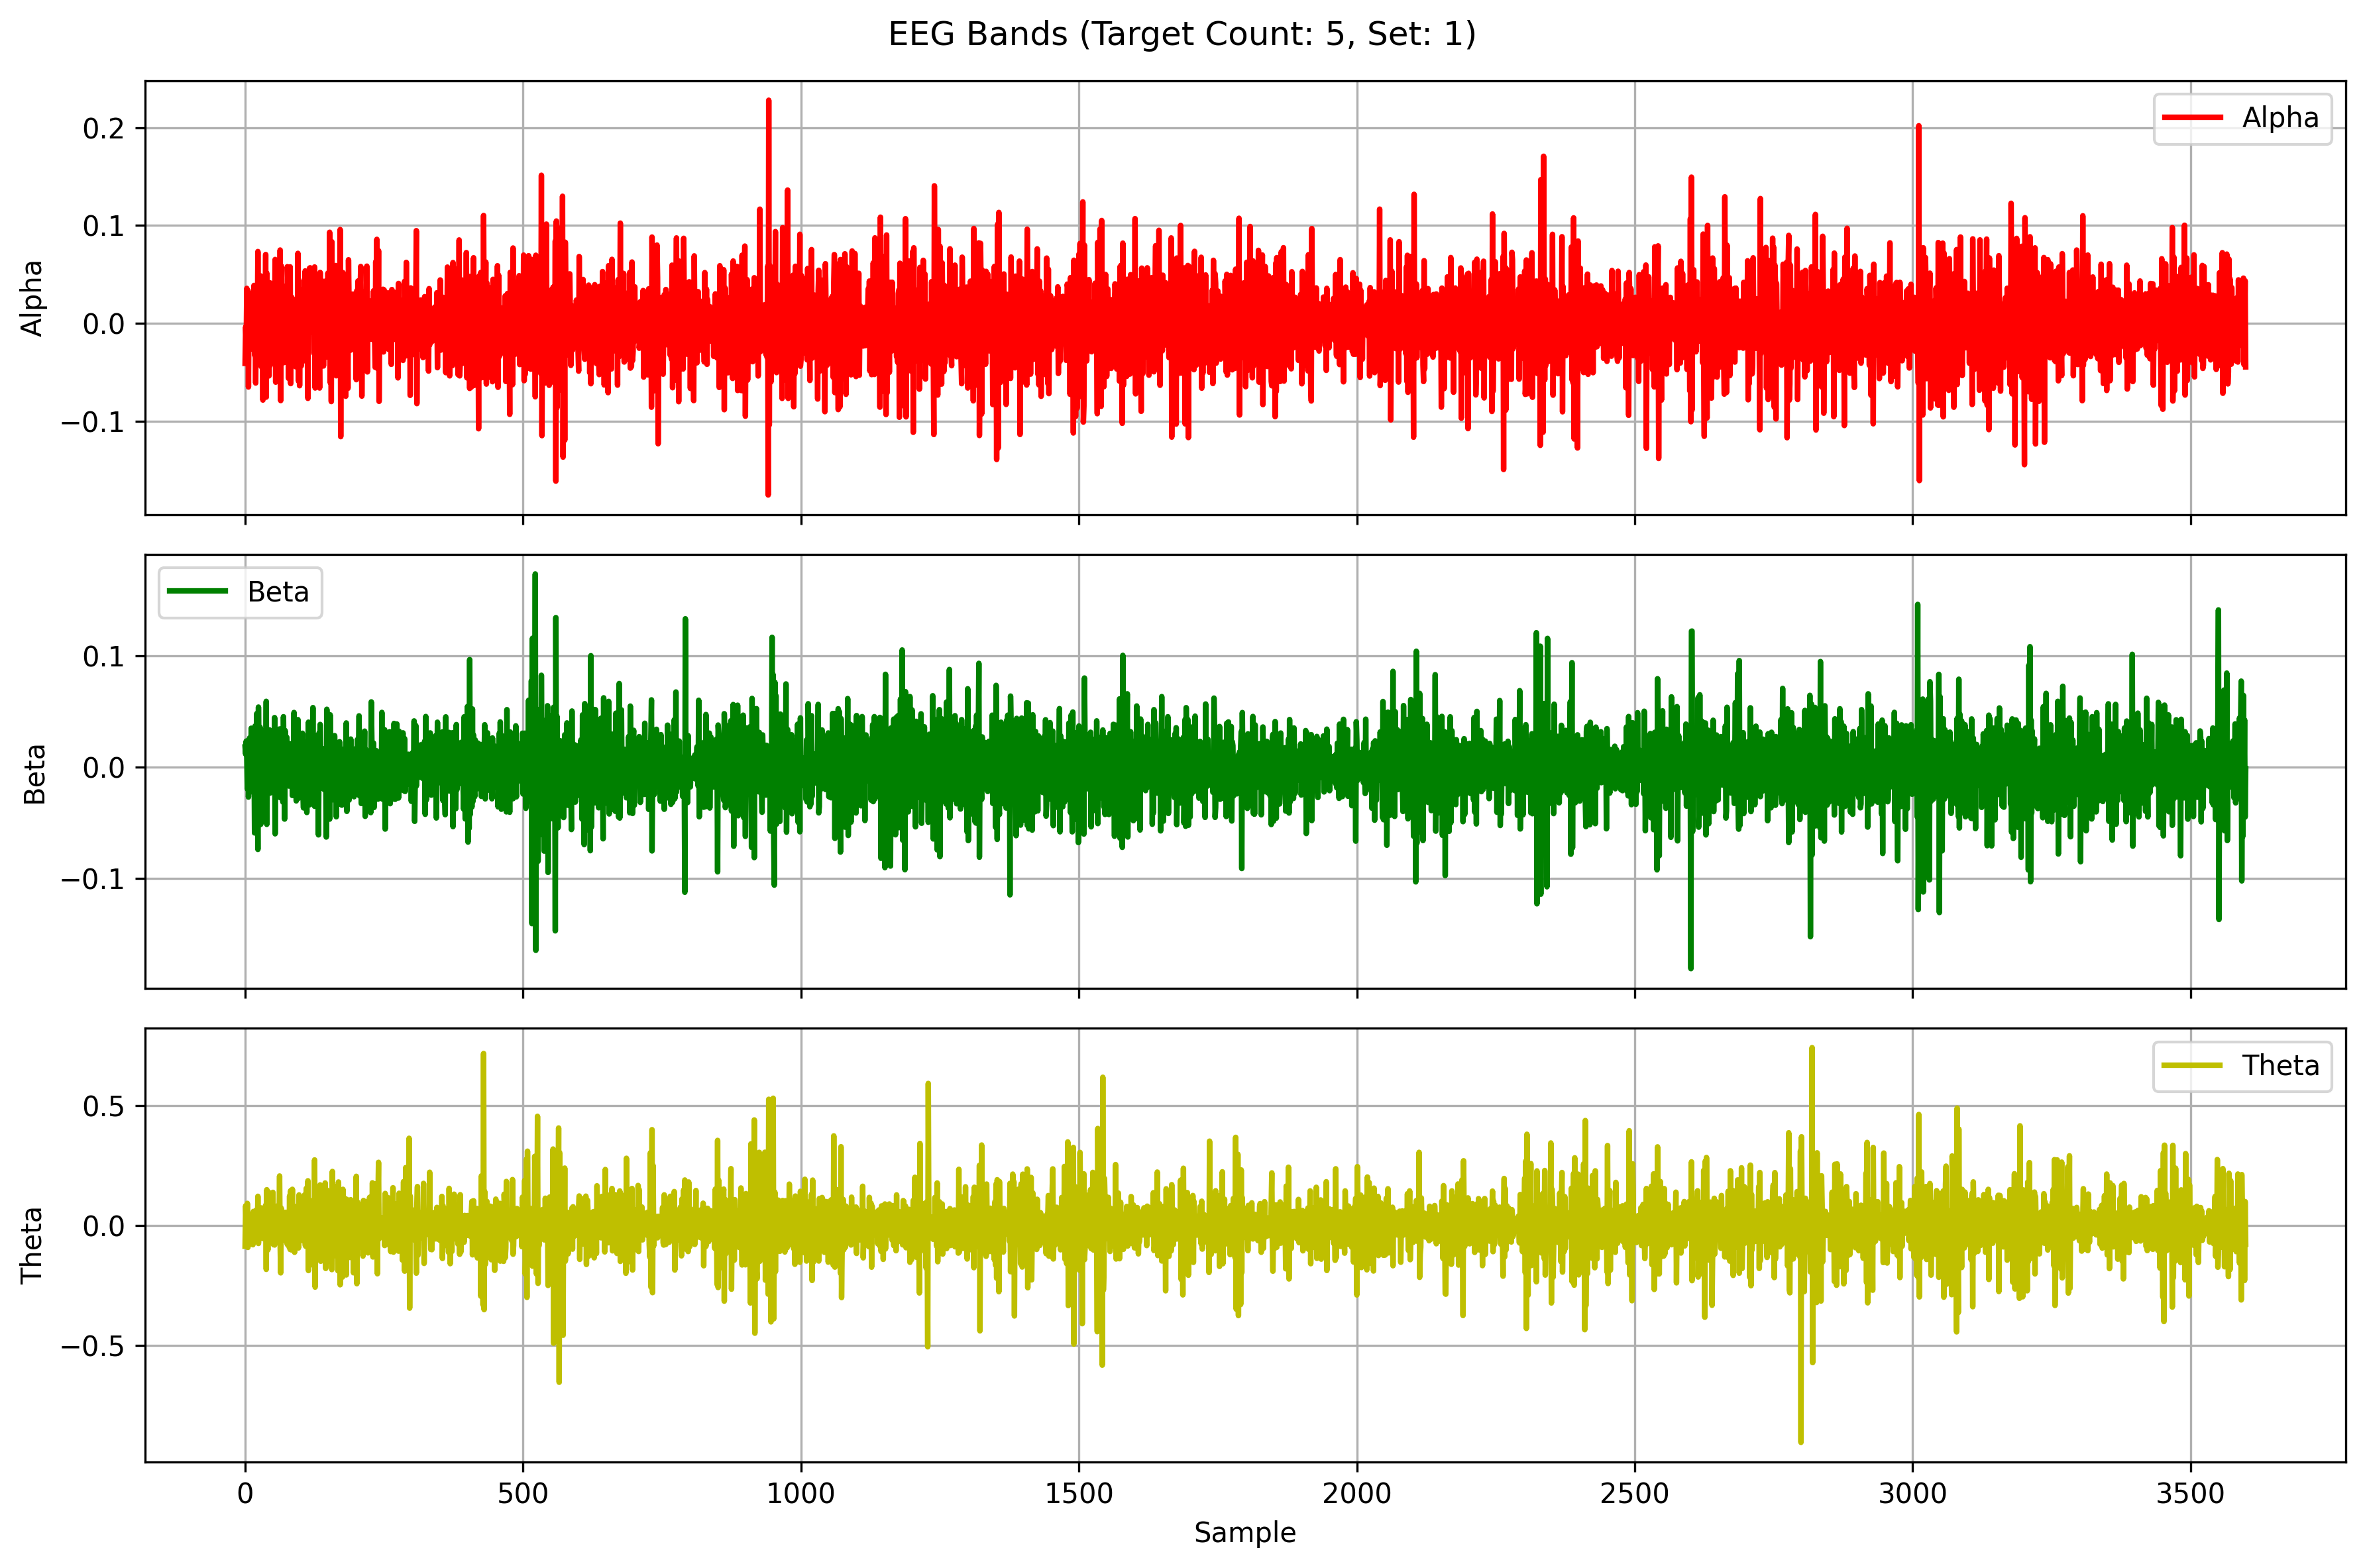 EEG Bands (Target Count: 5, Set: 1)
0.2
0.1
0.0
−0.1
Alpha
Alpha
0.1
0.0
−0.1
Beta
Beta
0.5
0.0
−0.5
Theta
Theta
0 500 1000 1500 2000 2500 3000 3500
Sample